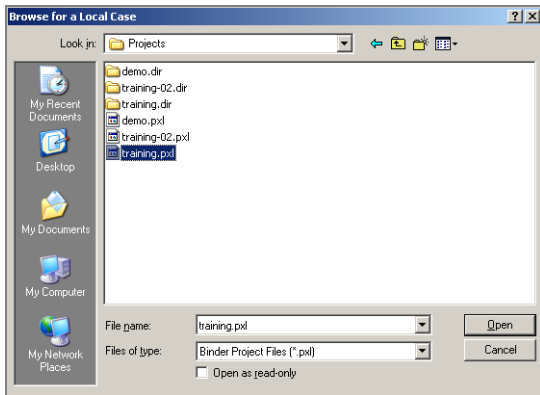 Browse for a Local Case
Look in: Projects
My Recent
Documents
Desktop
My Documents
My Computer
My Network
Places
demo.dir
training-02.dir
training.dir
demo.pxl
training-02.pxl
training.pxl
File name: training.pxl Open
Files of type: Binder Project Files (*.pxl) Cancel
Open as read-only